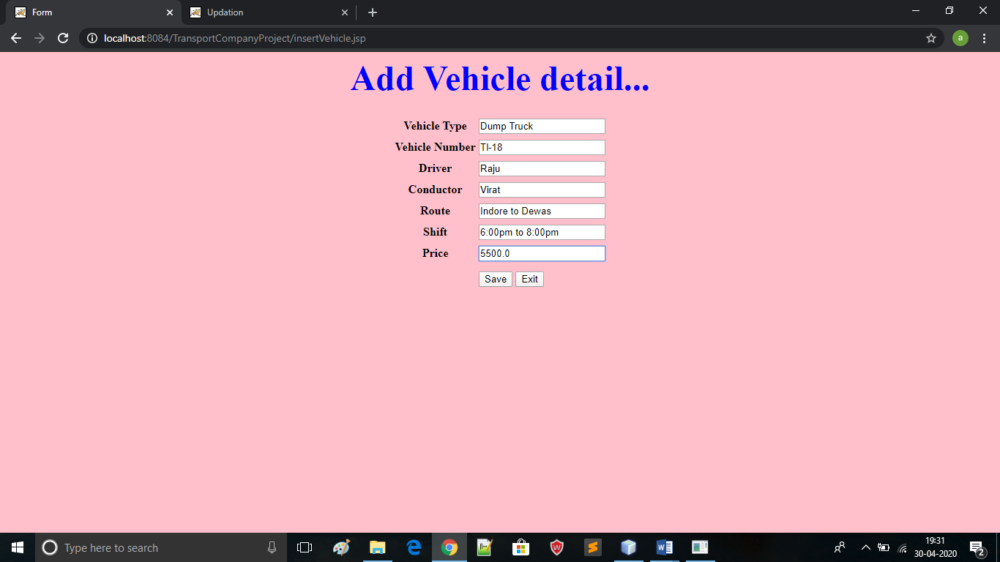 Form
Updation
localhost:8084/TransportCompanyProject/insertVehicle.jsp
a
Add Vehicle detail...
Vehicle Type Dump Truck
Vehicle Number TI-18
Driver Raju
Conductor Virat
Route Indore to Dewas
Shift 6:00pm to 8:00pm
Price 5500.0
Save Exit
Type here to search
19:31
30-04-2020
2